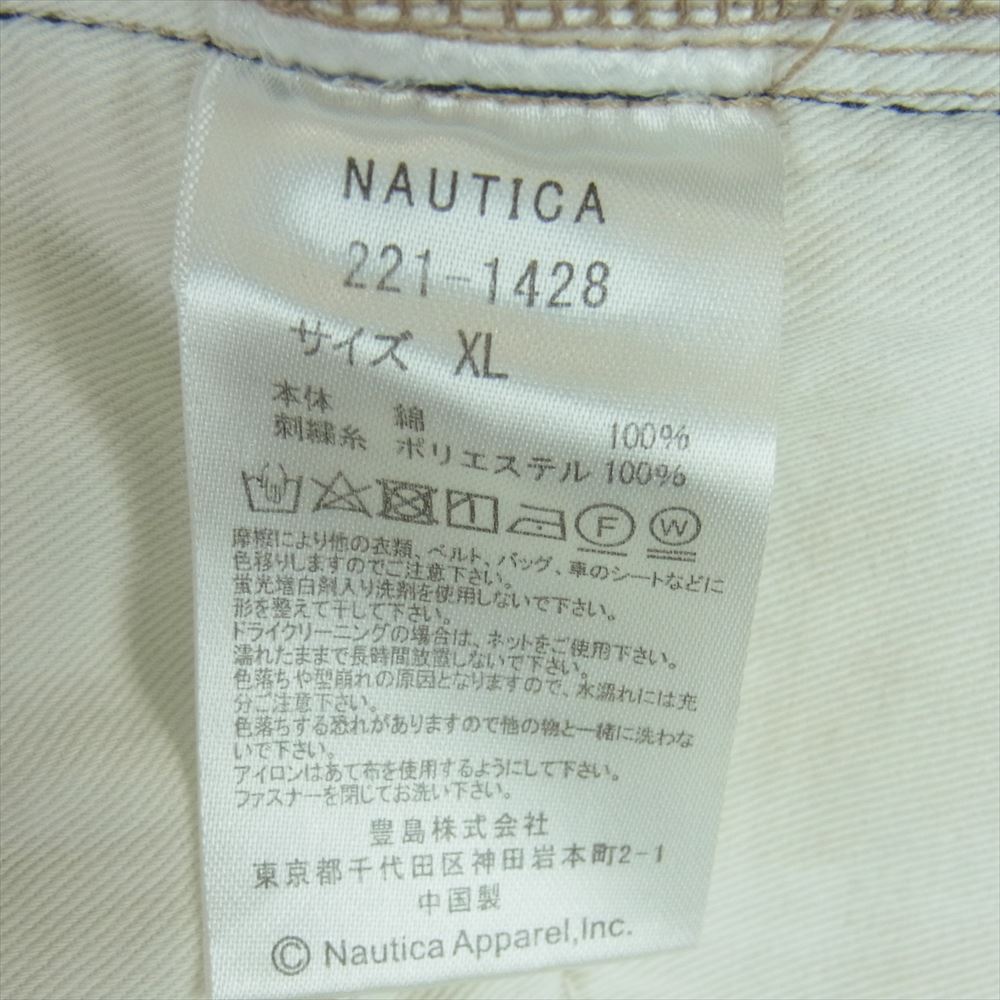 NAUTICA
221-1428
サイズ XL
本体 綿 100%
刺繍糸 ポリエステル 100%
F W
摩擦により他の衣類、ベルト、バッグ、車のシートなどに
色移りしますのでご注意下さい。
蛍光増白剤入り洗剤を使用しないで下さい。
形を整えて干して下さい。
ドライクリーニングの場合は、ネットをご使用下さい。
濡れたままで長時間放置しないで下さい。
色落ちや型崩れの原因となりますので、水濡れには充
分ご注意下さい。
色落ちする恐れがありますので他の物と一緒に洗わな
いで下さい。
アイロンはあて布を使用するようにして下さい。
ファスナーを閉じてお洗い下さい。
豊島株式会社
東京都千代田区神田岩本町2-1
中国製
© Nautica Apparel,Inc.